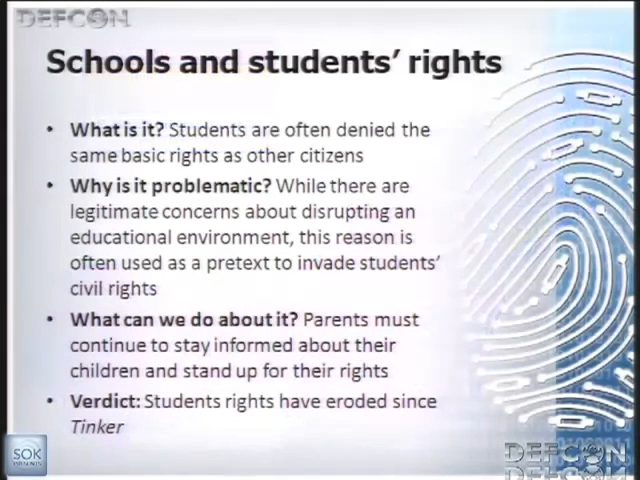 DEFCON
Schools and students' rights
• What is it? Students are often denied the
same basic rights as other citizens
• Why is it problematic? While there are
legitimate concerns about disrupting an
educational environment, this reason is
often used as a pretext to invade students'
civil rights
• What can we do about it? Parents must
continue to stay informed about their
children and stand up for their rights
• Verdict: Students rights have eroded since
Tinker
SOK
DEFCON